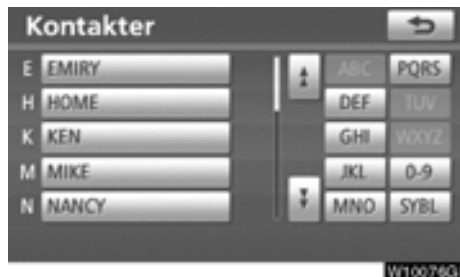 Kontakter
E EMIRY ABC PQRS
H HOME DEF TUV
K KEN GHI WXYZ
M MIKE JKL 0-9
N NANCY MNO SYBL
W10076G